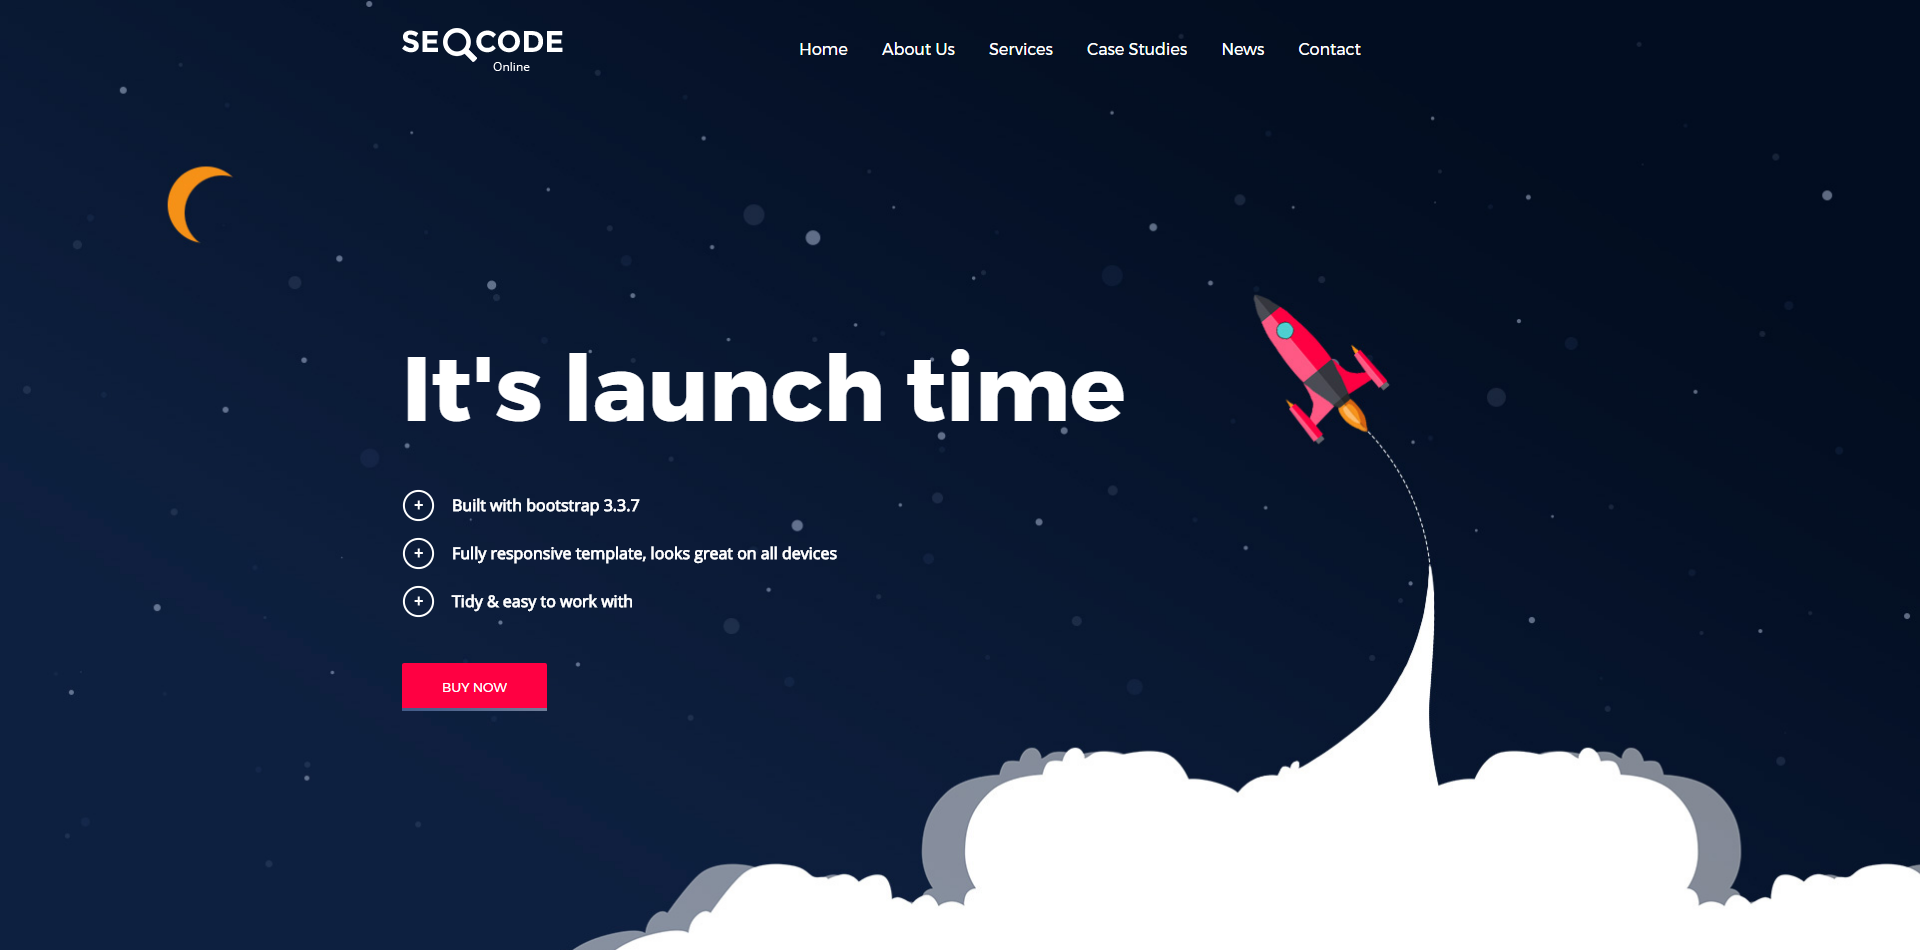 SEOCODE
Online
Home About Us Services Case Studies News Contact
It's launch time
+ Built with bootstrap 3.3.7
+ Fully responsive template, looks great on all devices
+ Tidy & easy to work with
BUY NOW